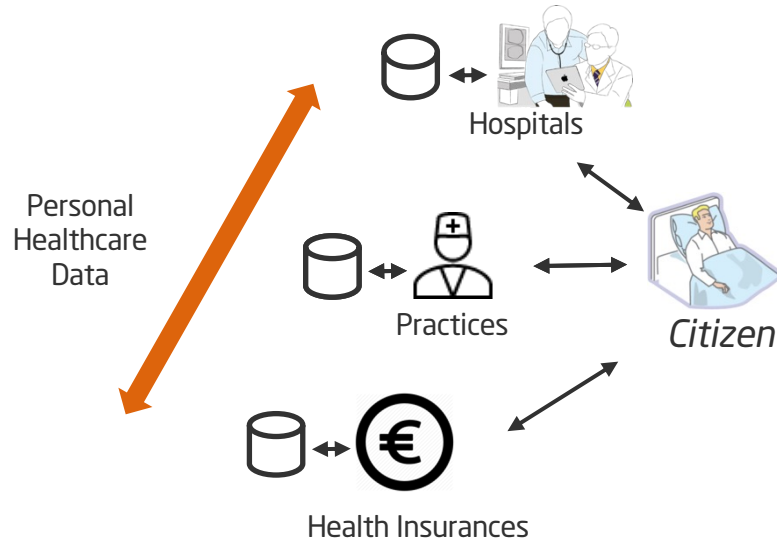 Hospitals
Personal
Healthcare
Data
Practices
Citizen
€
Health Insurances